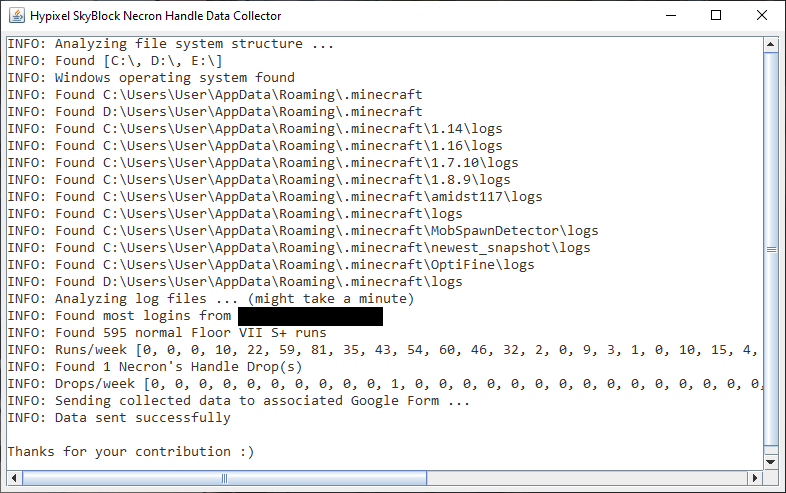 Hypixel SkyBlock Necron Handle Data Collector
INFO: Analyzing file system structure ...
INFO: Found [C:\, D:\, E:\]
INFO: Windows operating system found
INFO: Found C:\Users\User\AppData\Roaming\.minecraft
INFO: Found D:\Users\User\AppData\Roaming\.minecraft
INFO: Found C:\Users\User\AppData\Roaming\.minecraft\1.14\logs
INFO: Found C:\Users\User\AppData\Roaming\.minecraft\1.16\logs
INFO: Found C:\Users\User\AppData\Roaming\.minecraft\1.7.10\logs
INFO: Found C:\Users\User\AppData\Roaming\.minecraft\1.8.9\logs
INFO: Found C:\Users\User\AppData\Roaming\.minecraft\amidst117\logs
INFO: Found C:\Users\User\AppData\Roaming\.minecraft\logs
INFO: Found C:\Users\User\AppData\Roaming\.minecraft\MobSpawnDetector\logs
INFO: Found C:\Users\User\AppData\Roaming\.minecraft\newest_snapshot\logs
INFO: Found C:\Users\User\AppData\Roaming\.minecraft\OptiFine\logs
INFO: Found D:\Users\User\AppData\Roaming\.minecraft\logs
INFO: Analyzing log files ... (might take a minute)
INFO: Found most logins from
INFO: Found 595 normal Floor VII S+ runs
INFO: Runs/week [0, 0, 0, 10, 22, 59, 81, 35, 43, 54, 60, 46, 32, 2, 0, 9, 3, 1, 0, 10, 15, 4,
INFO: Found 1 Necron's Handle Drop(s)
INFO: Drops/week [0, 0, 0, 0, 0, 0, 0, 0, 0, 0, 1, 0, 0, 0, 0, 0, 0, 0, 0, 0, 0, 0, 0, 0, 0,
INFO: Sending collected data to associated Google Form ...
INFO: Data sent successfully
Thanks for your contribution :)